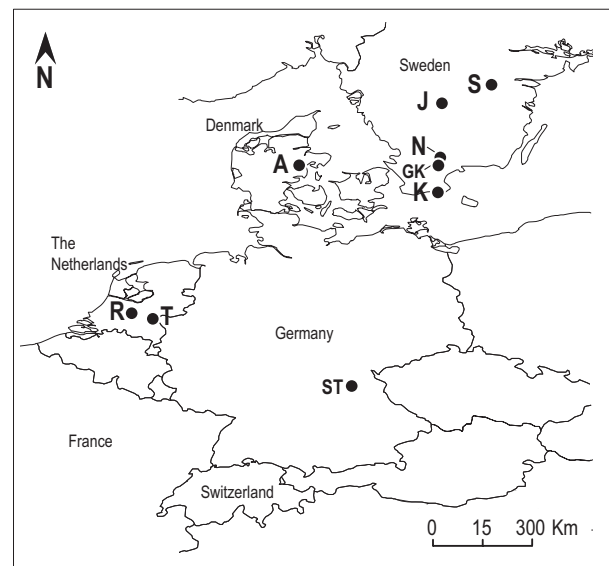 N
Sweden
S
J
Denmark
N
A
GK
K
The
Netherlands
R
T
Germany
ST
France
Switzerland
0 15 300 Km